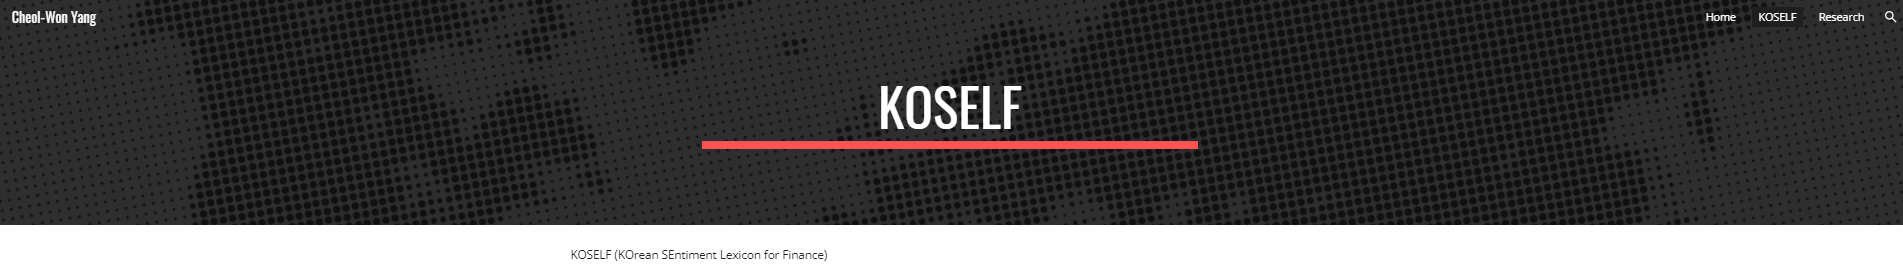 Cheol-Won Yang
Home KOSELF Research
KOSELF
KOSELF (KOrean SEntiment Lexicon for Finance)